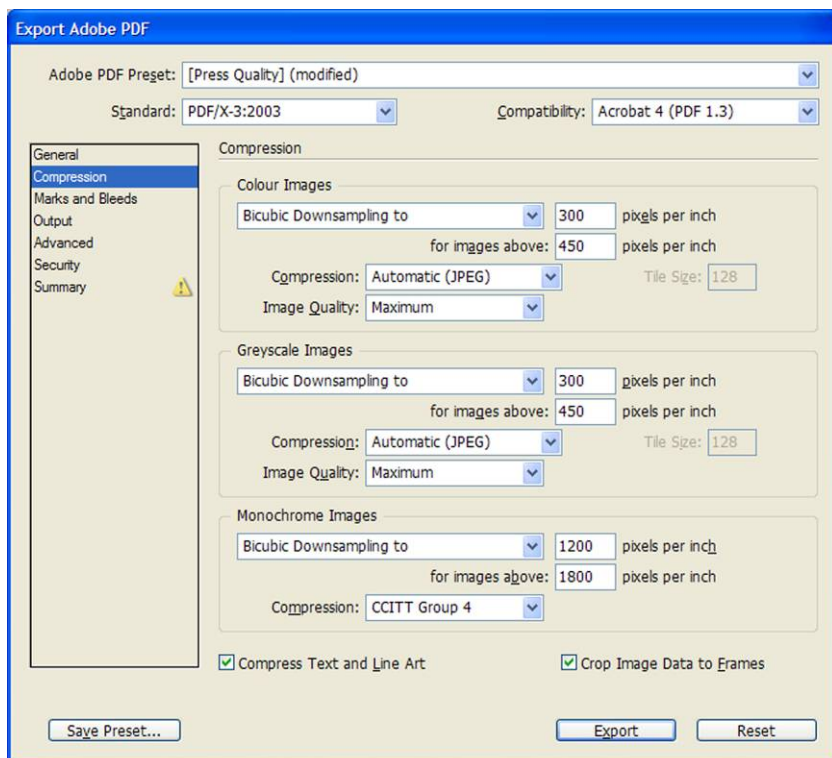 Export Adobe PDF
Adobe PDF Preset: [Press Quality] (modified)
Standard: PDF/X-3:2003 Compatibility: Acrobat 4 (PDF 1.3)
General
Compression
Marks and Bleeds
Output
Advanced
Security
Summary
Compression
Colour Images
Bicubic Downsampling to 300 pixels per inch
for images above: 450 pixels per inch
Compression: Automatic (JPEG) Tile Size: 128
Image Quality: Maximum
Greyscale Images
Bicubic Downsampling to 300 pixels per inch
for images above: 450 pixels per inch
Compression: Automatic (JPEG) Tile Size: 128
Image Quality: Maximum
Monochrome Images
Bicubic Downsampling to 1200 pixels per inch
for images above: 1800 pixels per inch
Compression: CCITT Group 4
Compress Text and Line Art Crop Image Data to Frames
Save Preset... Export Reset